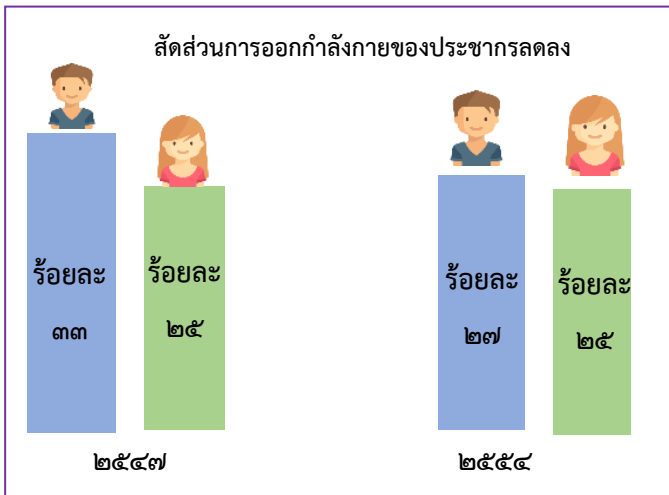 สัดส่วนการออกกำลังกายของประชากรลดลง
ร้อยละ
๓๓
ร้อยละ
๒๕
ร้อยละ
๒๗
ร้อยละ
๒๕
๒๕๔๗
๒๕๕๔